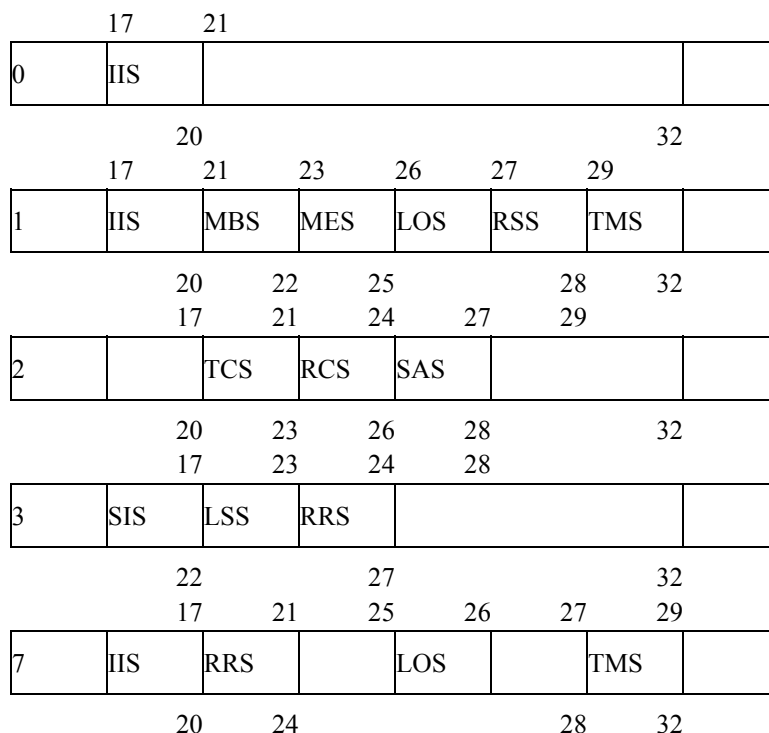 17 21
0 IIS
20 32
17 21 23 26 27 29
1 IIS MBS MES LOS RSS TMS
20 22 25 28 32
17 21 24 27 29
2 TCS RCS SAS
20 23 26 28 32
17 23 24 28
3 SIS LSS RRS
22 27 32
17 21 25 26 27 29
7 IIS RRS LOS TMS
20 24 28 32